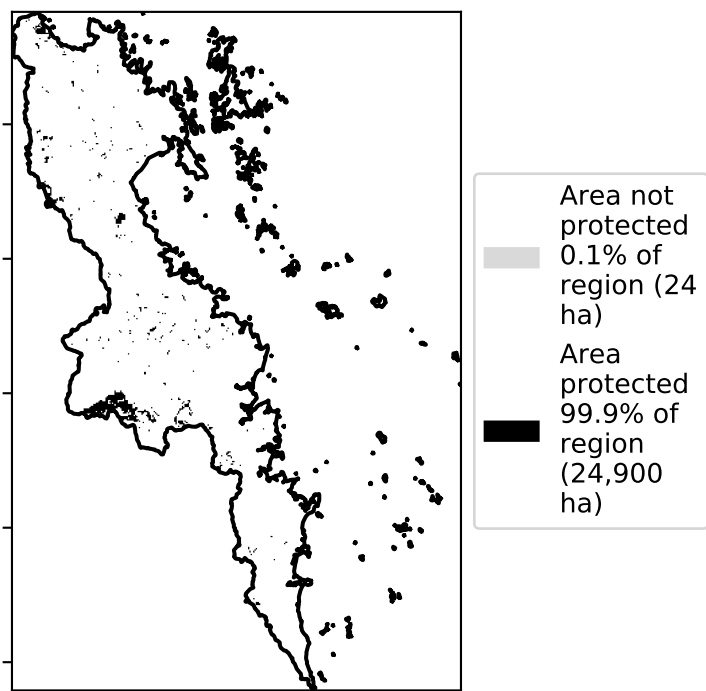 Area not
protected
0.1% of
region (24
ha)
Area
protected
99.9% of
region
(24,900
ha)